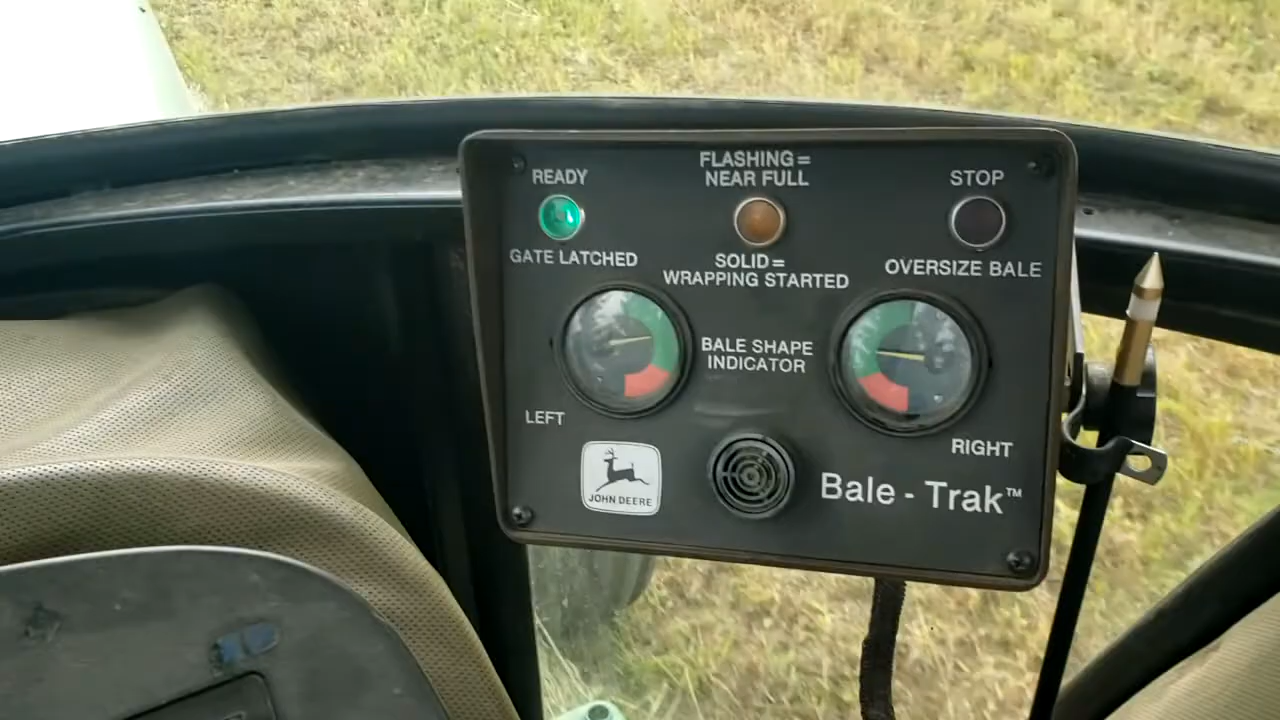 READY
FLASHING=
NEAR FULL
STOP
GATE LATCHED
SOLID=
WRAPPING STARTED
OVERSIZE BALE
BALE SHAPE
INDICATOR
LEFT
RIGHT
JOHN DEERE
Bale - Trak™